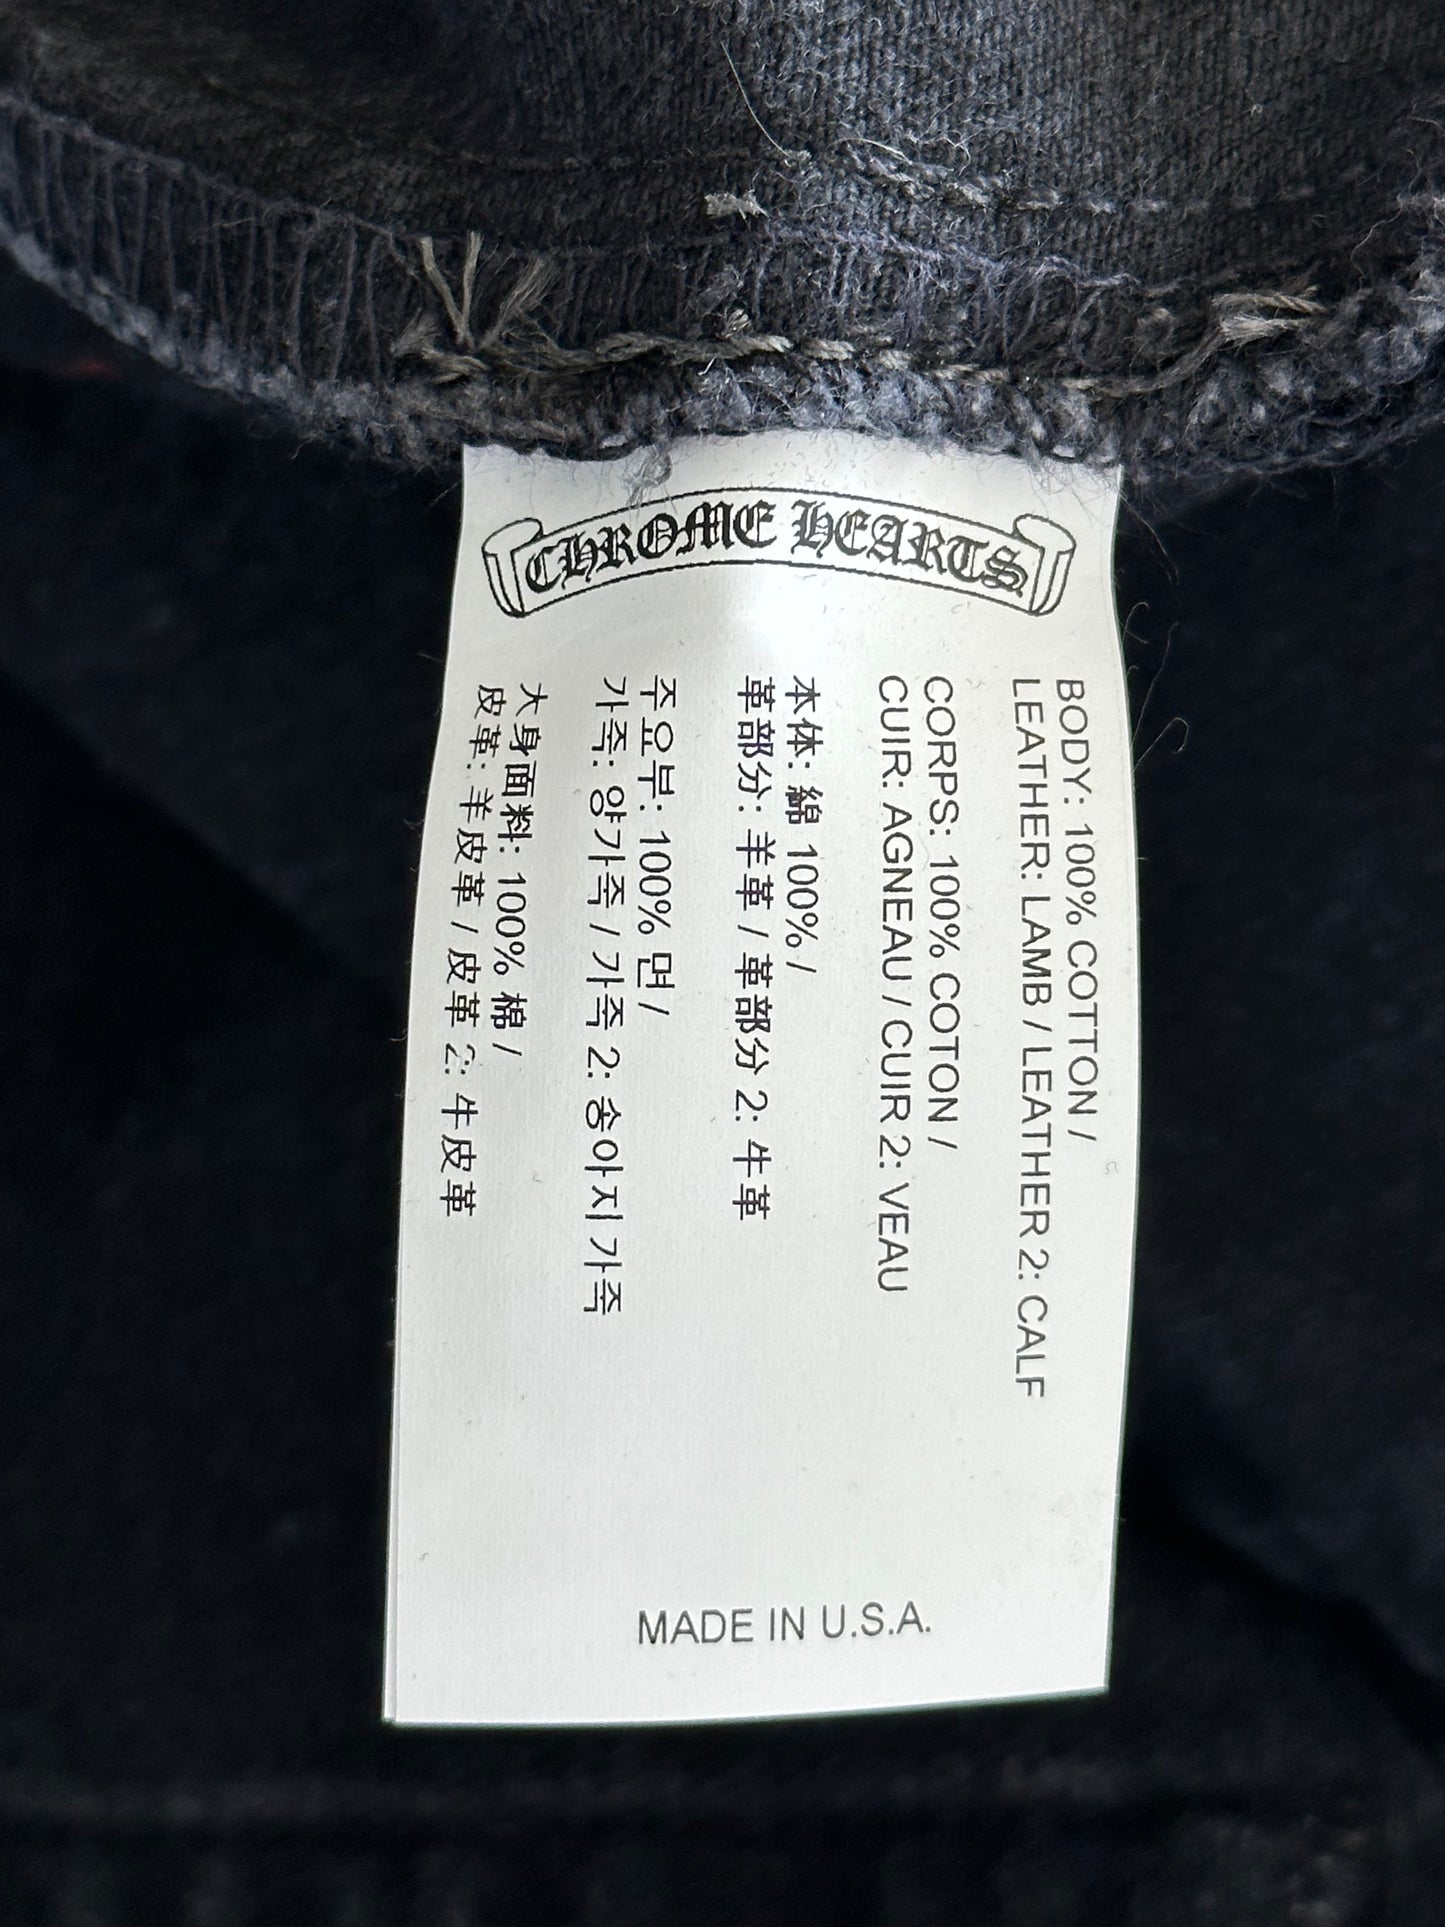 CHROME HEARTS
BODY: 100% COTTON /
LEATHER: LAMB / LEATHER 2: CALF
CORPS: 100% COTON /
CUIR: AGNEAU / CUIR 2: VEAU
本体: 綿 100% /
革部分: 羊革 / 革部分 2: 牛革
주요부: 100% 면 /
가죽: 양가죽 / 가죽 2: 송아지 가죽
大身面料: 100% 棉 /
皮革: 羊皮革 / 皮革 2: 牛皮革
MADE IN U.S.A.